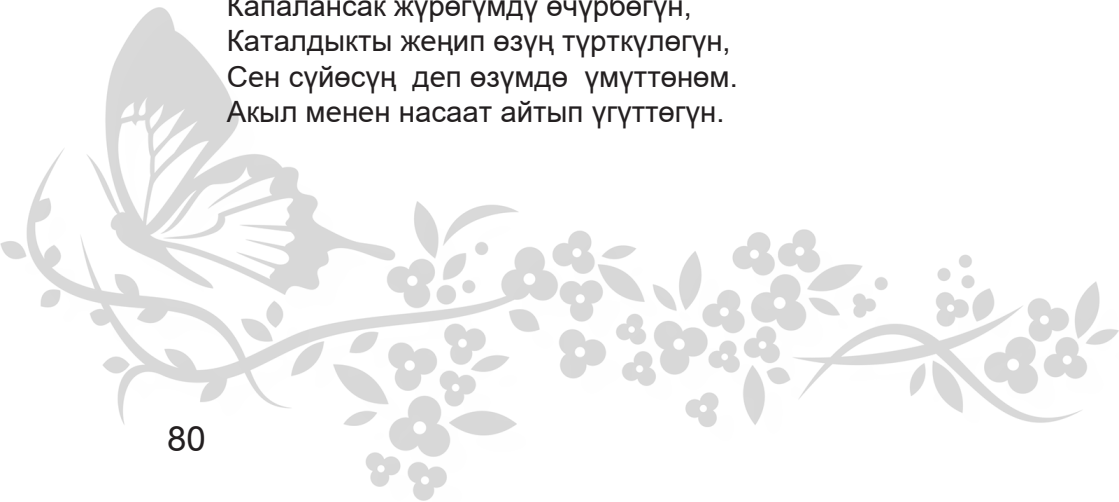 Капалансак жүрөгүмдү өчүрбөгүн,
Каталдыкты жеңип өзүң түрткүлөгүн,
Сен сүйөсүң деп өзүмдө үмүттөнөм.
Акыл менен насаат айтып үгүттөгүн.
80